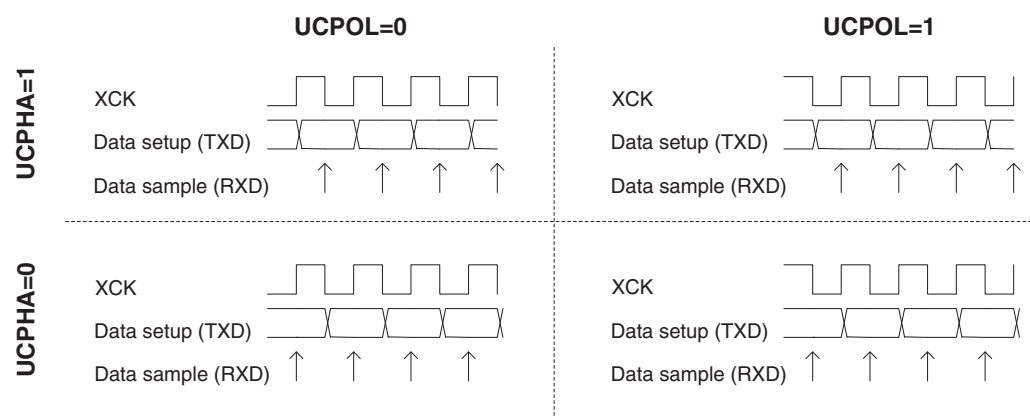 UCPOL=0
UCPOL=1
UCPHA=1
XCK
Data setup (TXD)
Data sample (RXD)
XCK
Data setup (TXD)
Data sample (RXD)
UCPHA=0
XCK
Data setup (TXD)
Data sample (RXD)
XCK
Data setup (TXD)
Data sample (RXD)